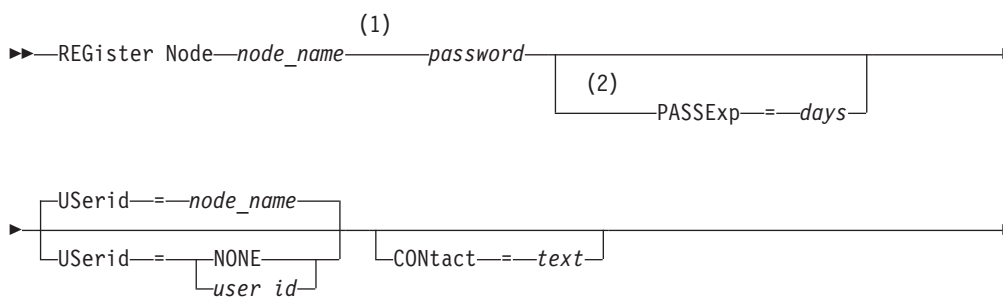 (1)
REGister Node node_name password
(2)
PASSExp = days
USerid = node_name
USerid = NONE
user id
CONtact = text